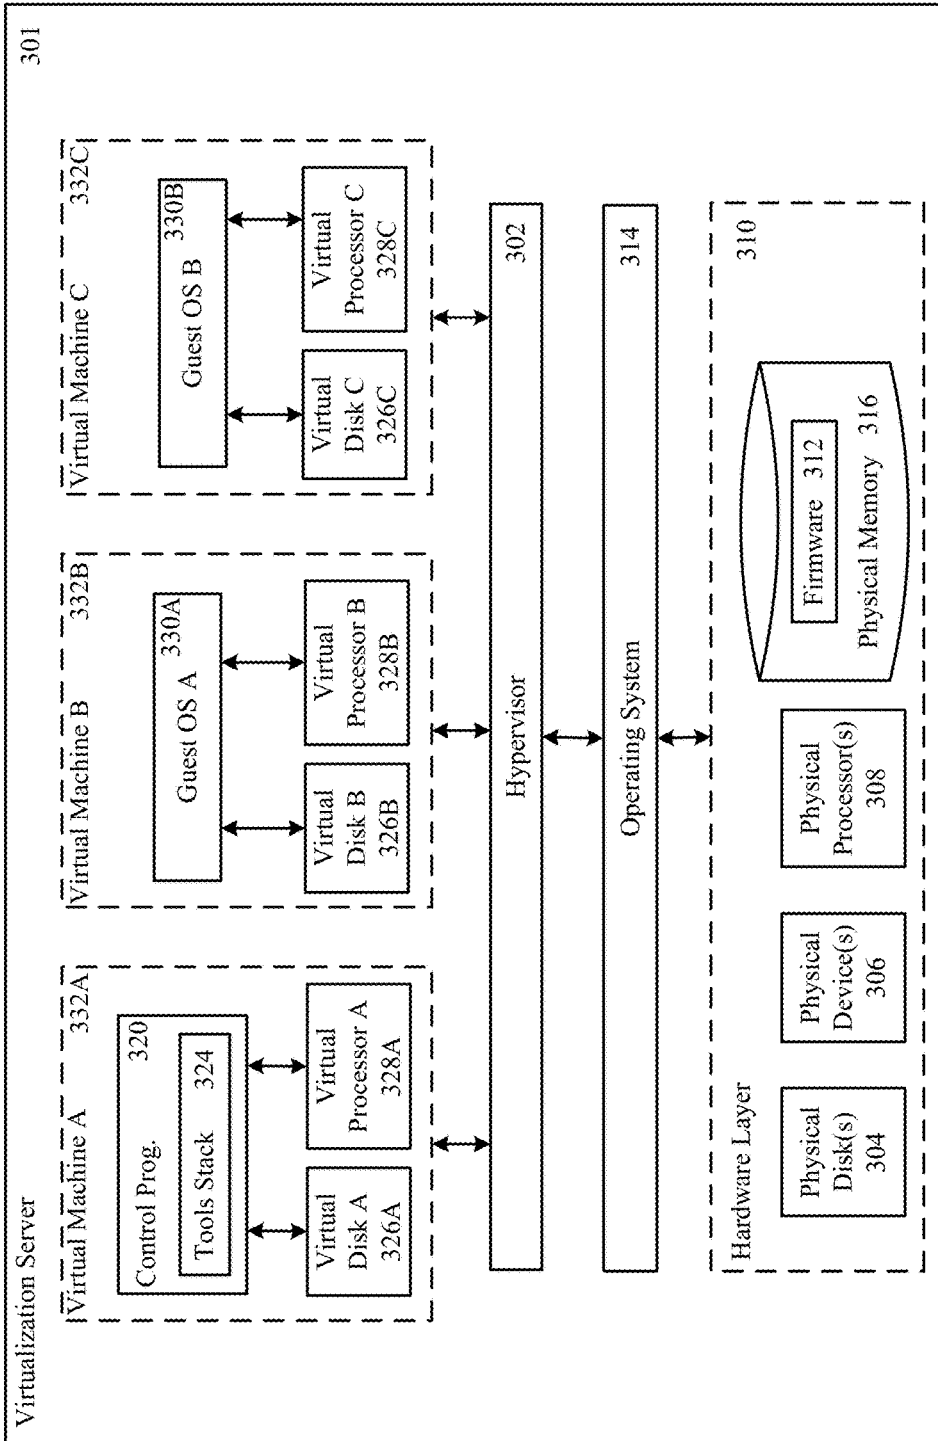 Virtualization Server
301
Virtual Machine A
332A
Control Prog.
320
Tools Stack
324
Virtual
Disk A
326A
Virtual
Processor A
328A
Virtual Machine B
332B
Guest OS A
330A
Virtual
Disk B
326B
Virtual
Processor B
328B
Virtual Machine C
332C
Guest OS B
330B
Virtual
Disk C
326C
Virtual
Processor C
328C
Hypervisor
302
Operating System
314
Hardware Layer
310
Physical
Disk(s)
304
Physical
Device(s)
306
Physical
Processor(s)
308
Firmware 312
Physical Memory 316